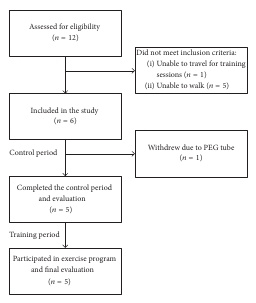 Assessed for eligibility
(n = 12)
Did not meet inclusion criteria:
(i) Unable to travel for training
sessions (n = 1)
(ii) Unable to walk (n = 5)
Included in the study
(n = 6)
Control period
Withdrew due to PEG tube
(n = 1)
Completed the control period
and evaluation
(n = 5)
Training period
Participated in exercise program
and final evaluation
(n = 5)